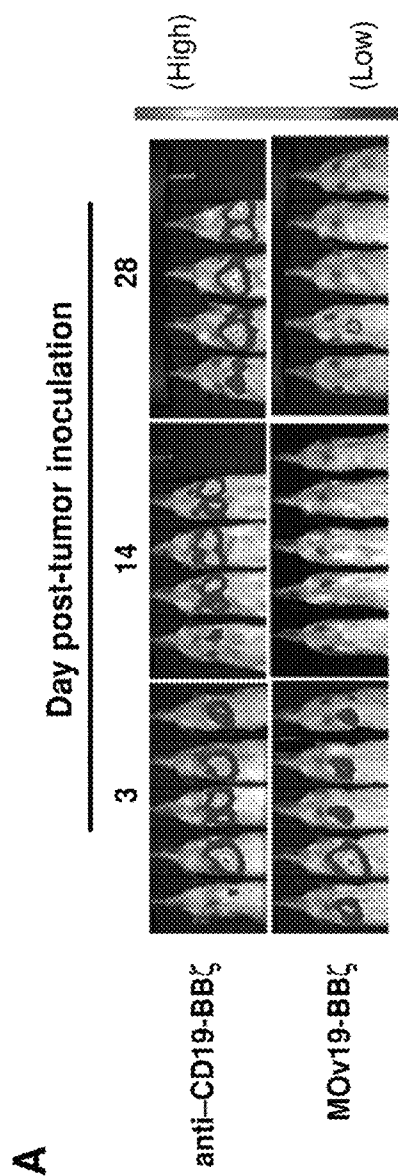 A
Day post-tumor inoculation
3 14 28
anti–CD19-BBζ
MOv19-BBζ
(High)
(Low)